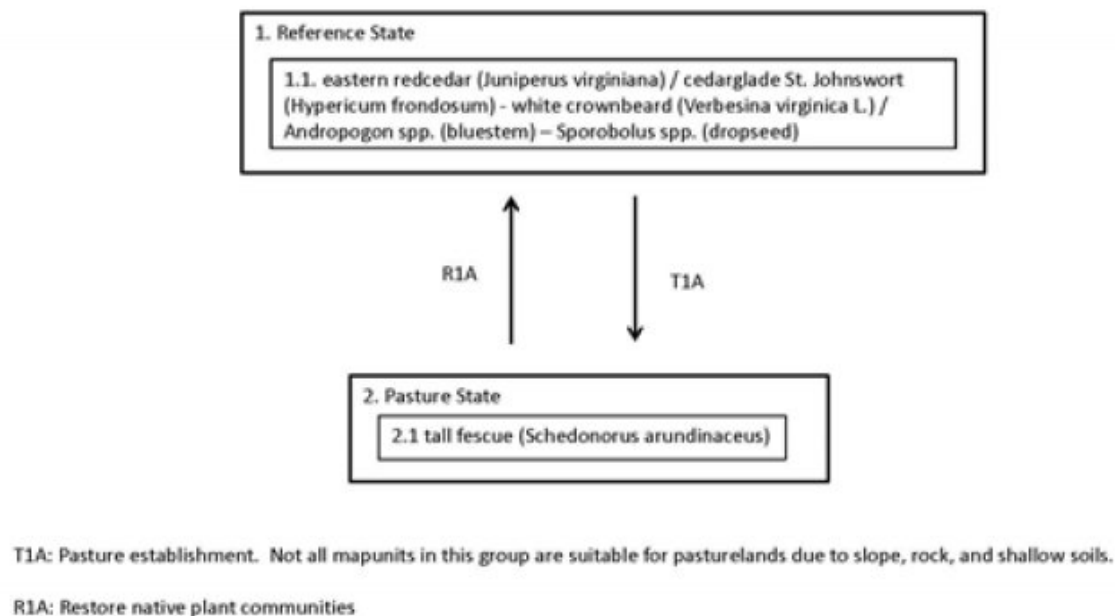 1. Reference State
1.1. eastern redcedar (Juniperus virginiana) / cedarglade St. Johnswort
(Hypericum frondosum) - white crownbeard (Verbesina virginica L.) /
Andropogon spp. (bluestem) – Sporobolus spp. (dropseed)
R1A
T1A
2. Pasture State
2.1 tall fescue (Schedonorus arundinaceus)
T1A: Pasture establishment.  Not all mapunits in this group are suitable for pasturelands due to slope, rock, and shallow soils.
R1A: Restore native plant communities